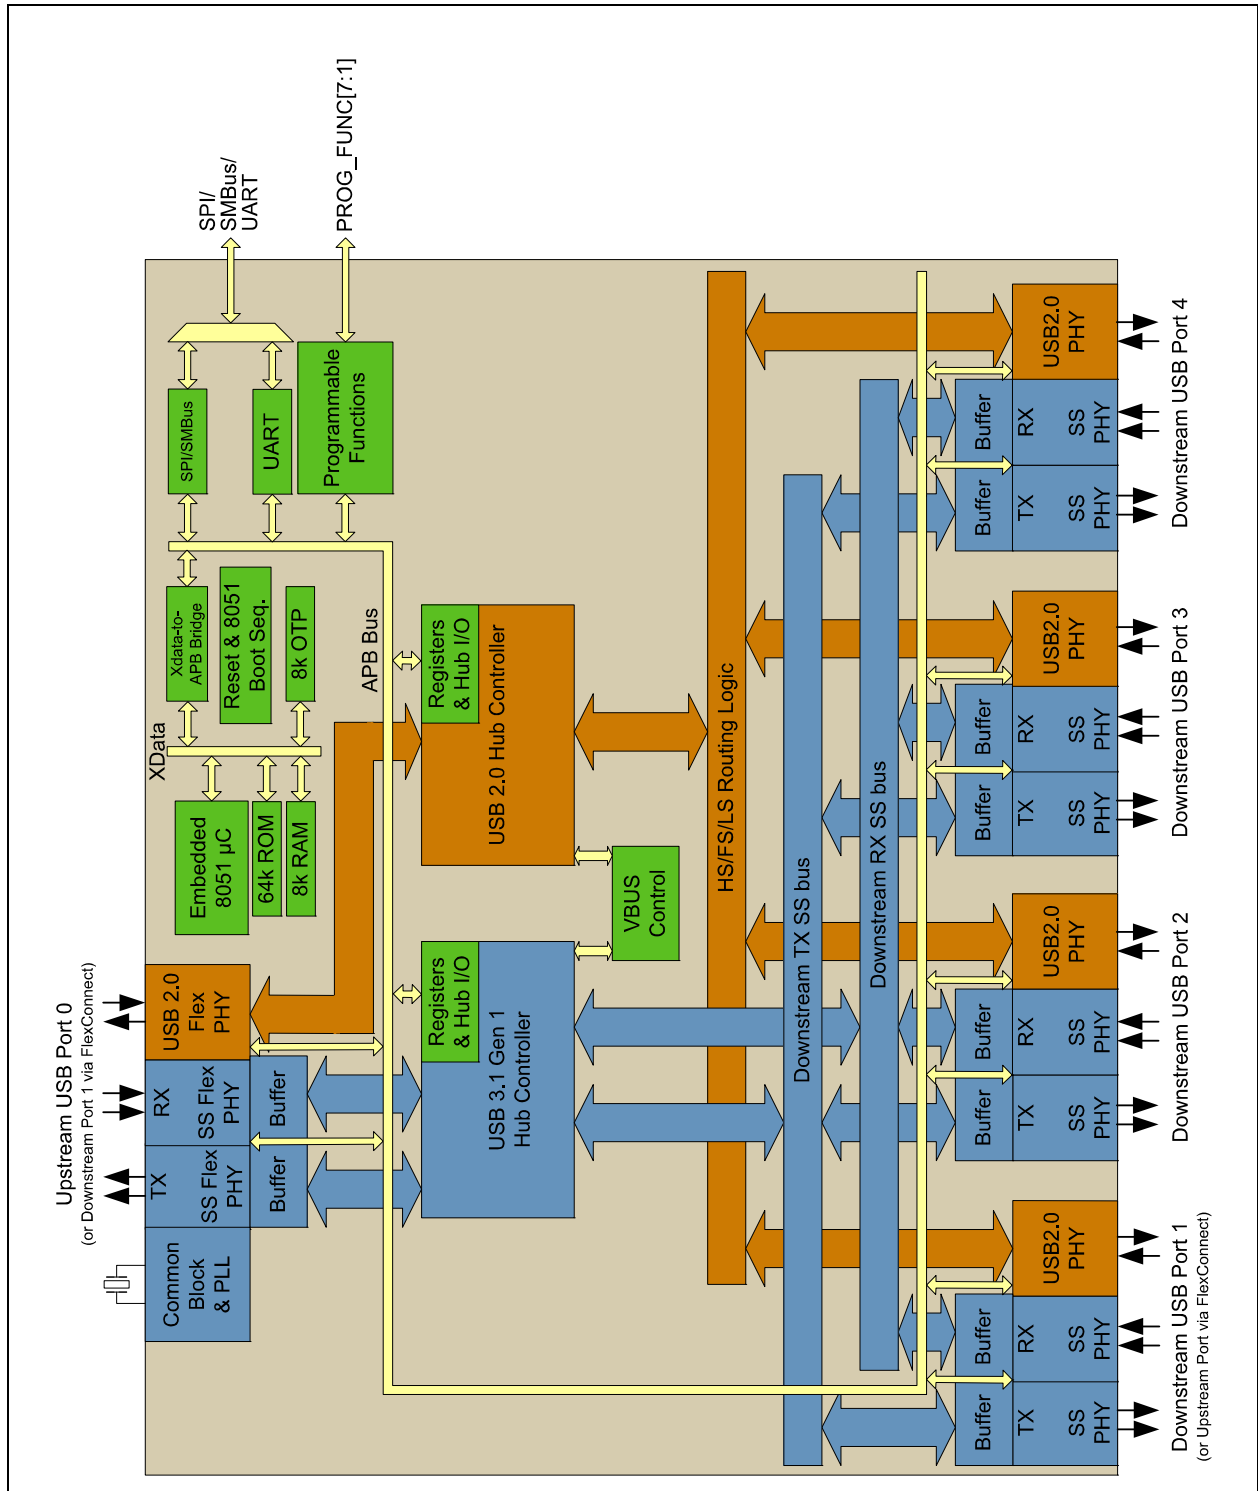 Upstream USB Port 0
(or Downstream Port 1 via FlexConnect)
Common
Block
& PLL
TX
SS Flex
PHY
Buffer
RX
SS Flex
PHY
Buffer
USB 2.0
Flex
PHY
Embedded
8051 µC
64k ROM
8k RAM
XData
Xdata-to-
APB Bridge
Reset & 8051
Boot Seq.
8k OTP
SPI/SMBus
UART
Programmable
Functions
SPI/
SMBus/
UART
PROG_FUNC[7:1]
APB Bus
Registers
& Hub I/O
USB 3.1 Gen 1
Hub Controller
Registers
& Hub I/O
USB 2.0 Hub Controller
VBUS
Control
HS/FS/LS Routing Logic
Downstream TX SS bus
Downstream RX SS bus
Buffer
TX
SS
PHY
Buffer
RX
SS
PHY
USB2.0
PHY
Buffer
TX
SS
PHY
Buffer
RX
SS
PHY
USB2.0
PHY
Buffer
TX
SS
PHY
Buffer
RX
SS
PHY
USB2.0
PHY
Buffer
TX
SS
PHY
Buffer
RX
SS
PHY
USB2.0
PHY
Downstream USB Port 1
(or Upstream Port via FlexConnect)
Downstream USB Port 2
Downstream USB Port 3
Downstream USB Port 4